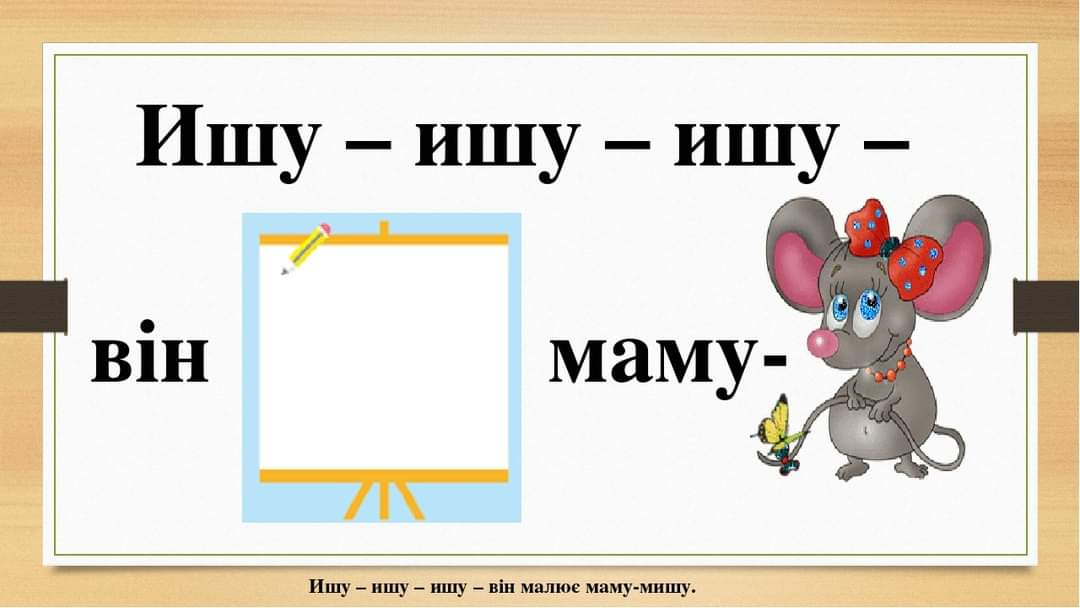 Ишу – ишу – ишу –
він маму-
Ишу – ишу – ишу – він малює маму-мишу.